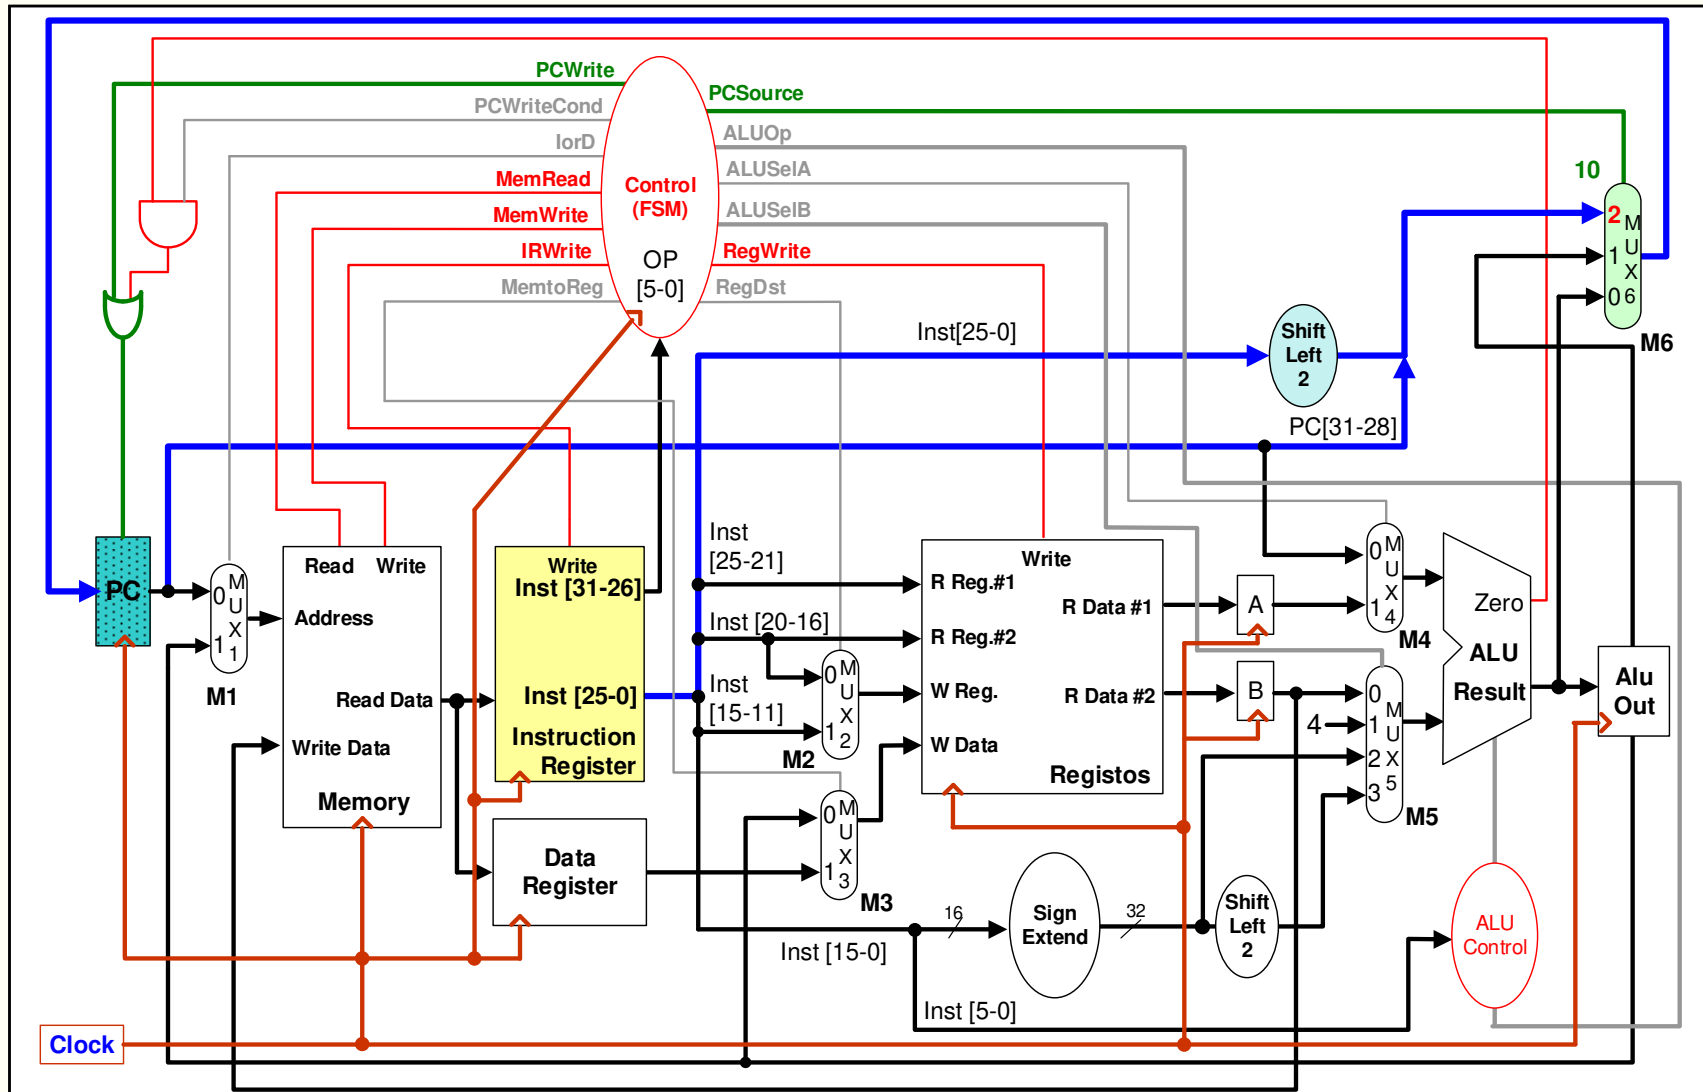 PCWrite
PCWriteCond
IorD
MemRead
MemWrite
IRWrite
MemtoReg
Control
(FSM)
OP
[5-0]
PCSource
ALUOp
ALUSelA
ALUSelB
RegWrite
RegDst
10
2
1
0
M
U
X
6
M6
Inst[25-0]
Shift
Left
2
PC[31-28]
PC
0
1
M
U
X
1
M1
Read Write
Address
Read Data
Write Data
Memory
Write
Inst [31-26]
Inst [25-0]
Instruction
Register
Data
Register
Inst
[25-21]
Inst [20-16]
Inst
[15-11]
0
1
M
U
X
2
M2
0
1
M
U
X
3
M3
Write
R Reg.#1
R Reg.#2
W Reg.
W Data
R Data #1
R Data #2
Registos
A
B
4
0
1
M
U
X
4
M4
0
1
2
3
M
U
X
5
M5
Zero
ALU
Result
Alu
Out
Inst [15-0]
16
Sign
Extend
32
Shift
Left
2
ALU
Control
Inst [5-0]
Clock